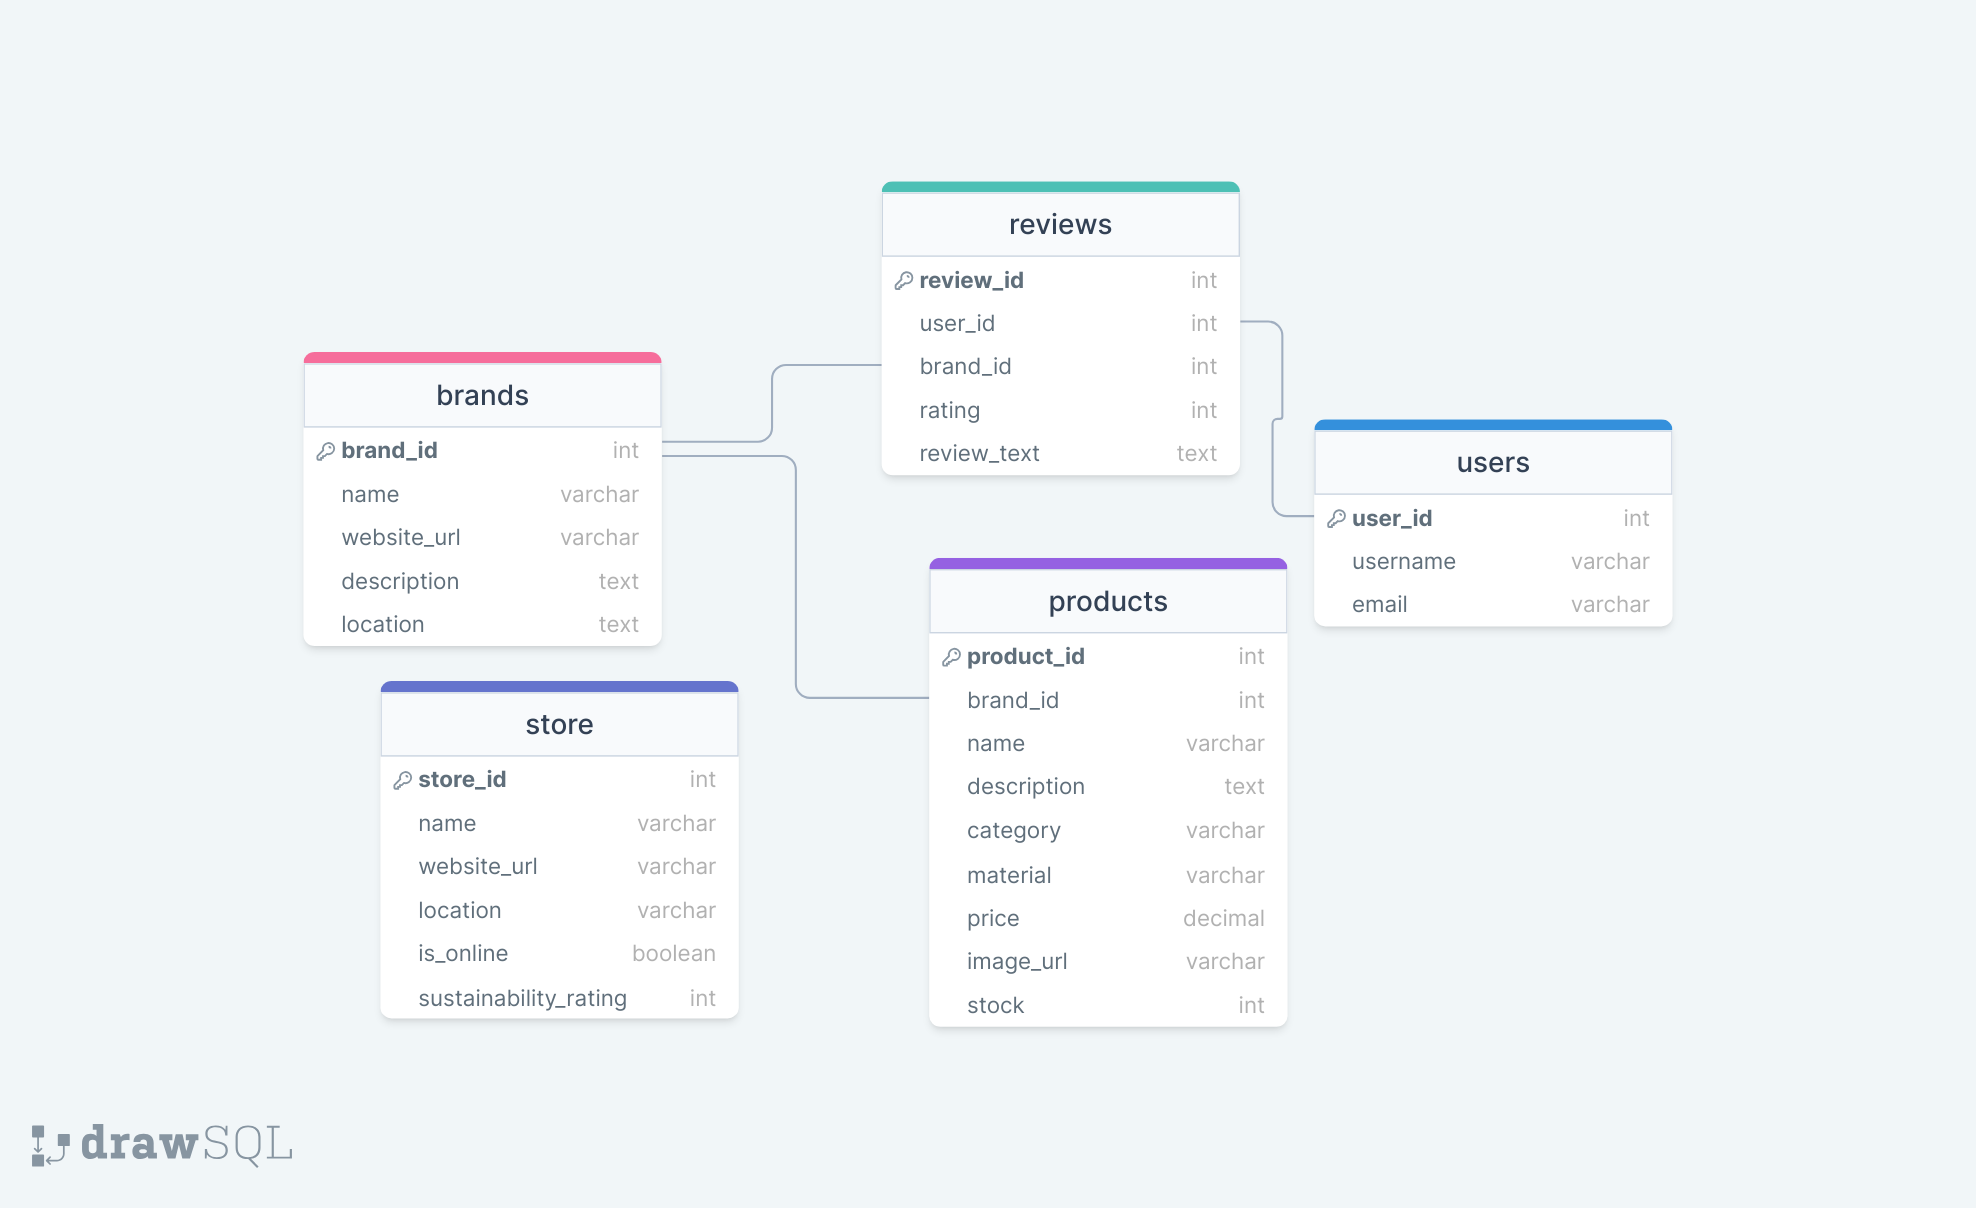 reviews
review_id int
user_id int
brand_id int
rating int
review_text text
brands
brand_id int
name varchar
website_url varchar
description text
location text
users
user_id int
username varchar
email varchar
products
product_id int
brand_id int
name varchar
description text
category varchar
material varchar
price decimal
image_url varchar
stock int
store
store_id int
name varchar
website_url varchar
location varchar
is_online boolean
sustainability_rating int
drawSQL